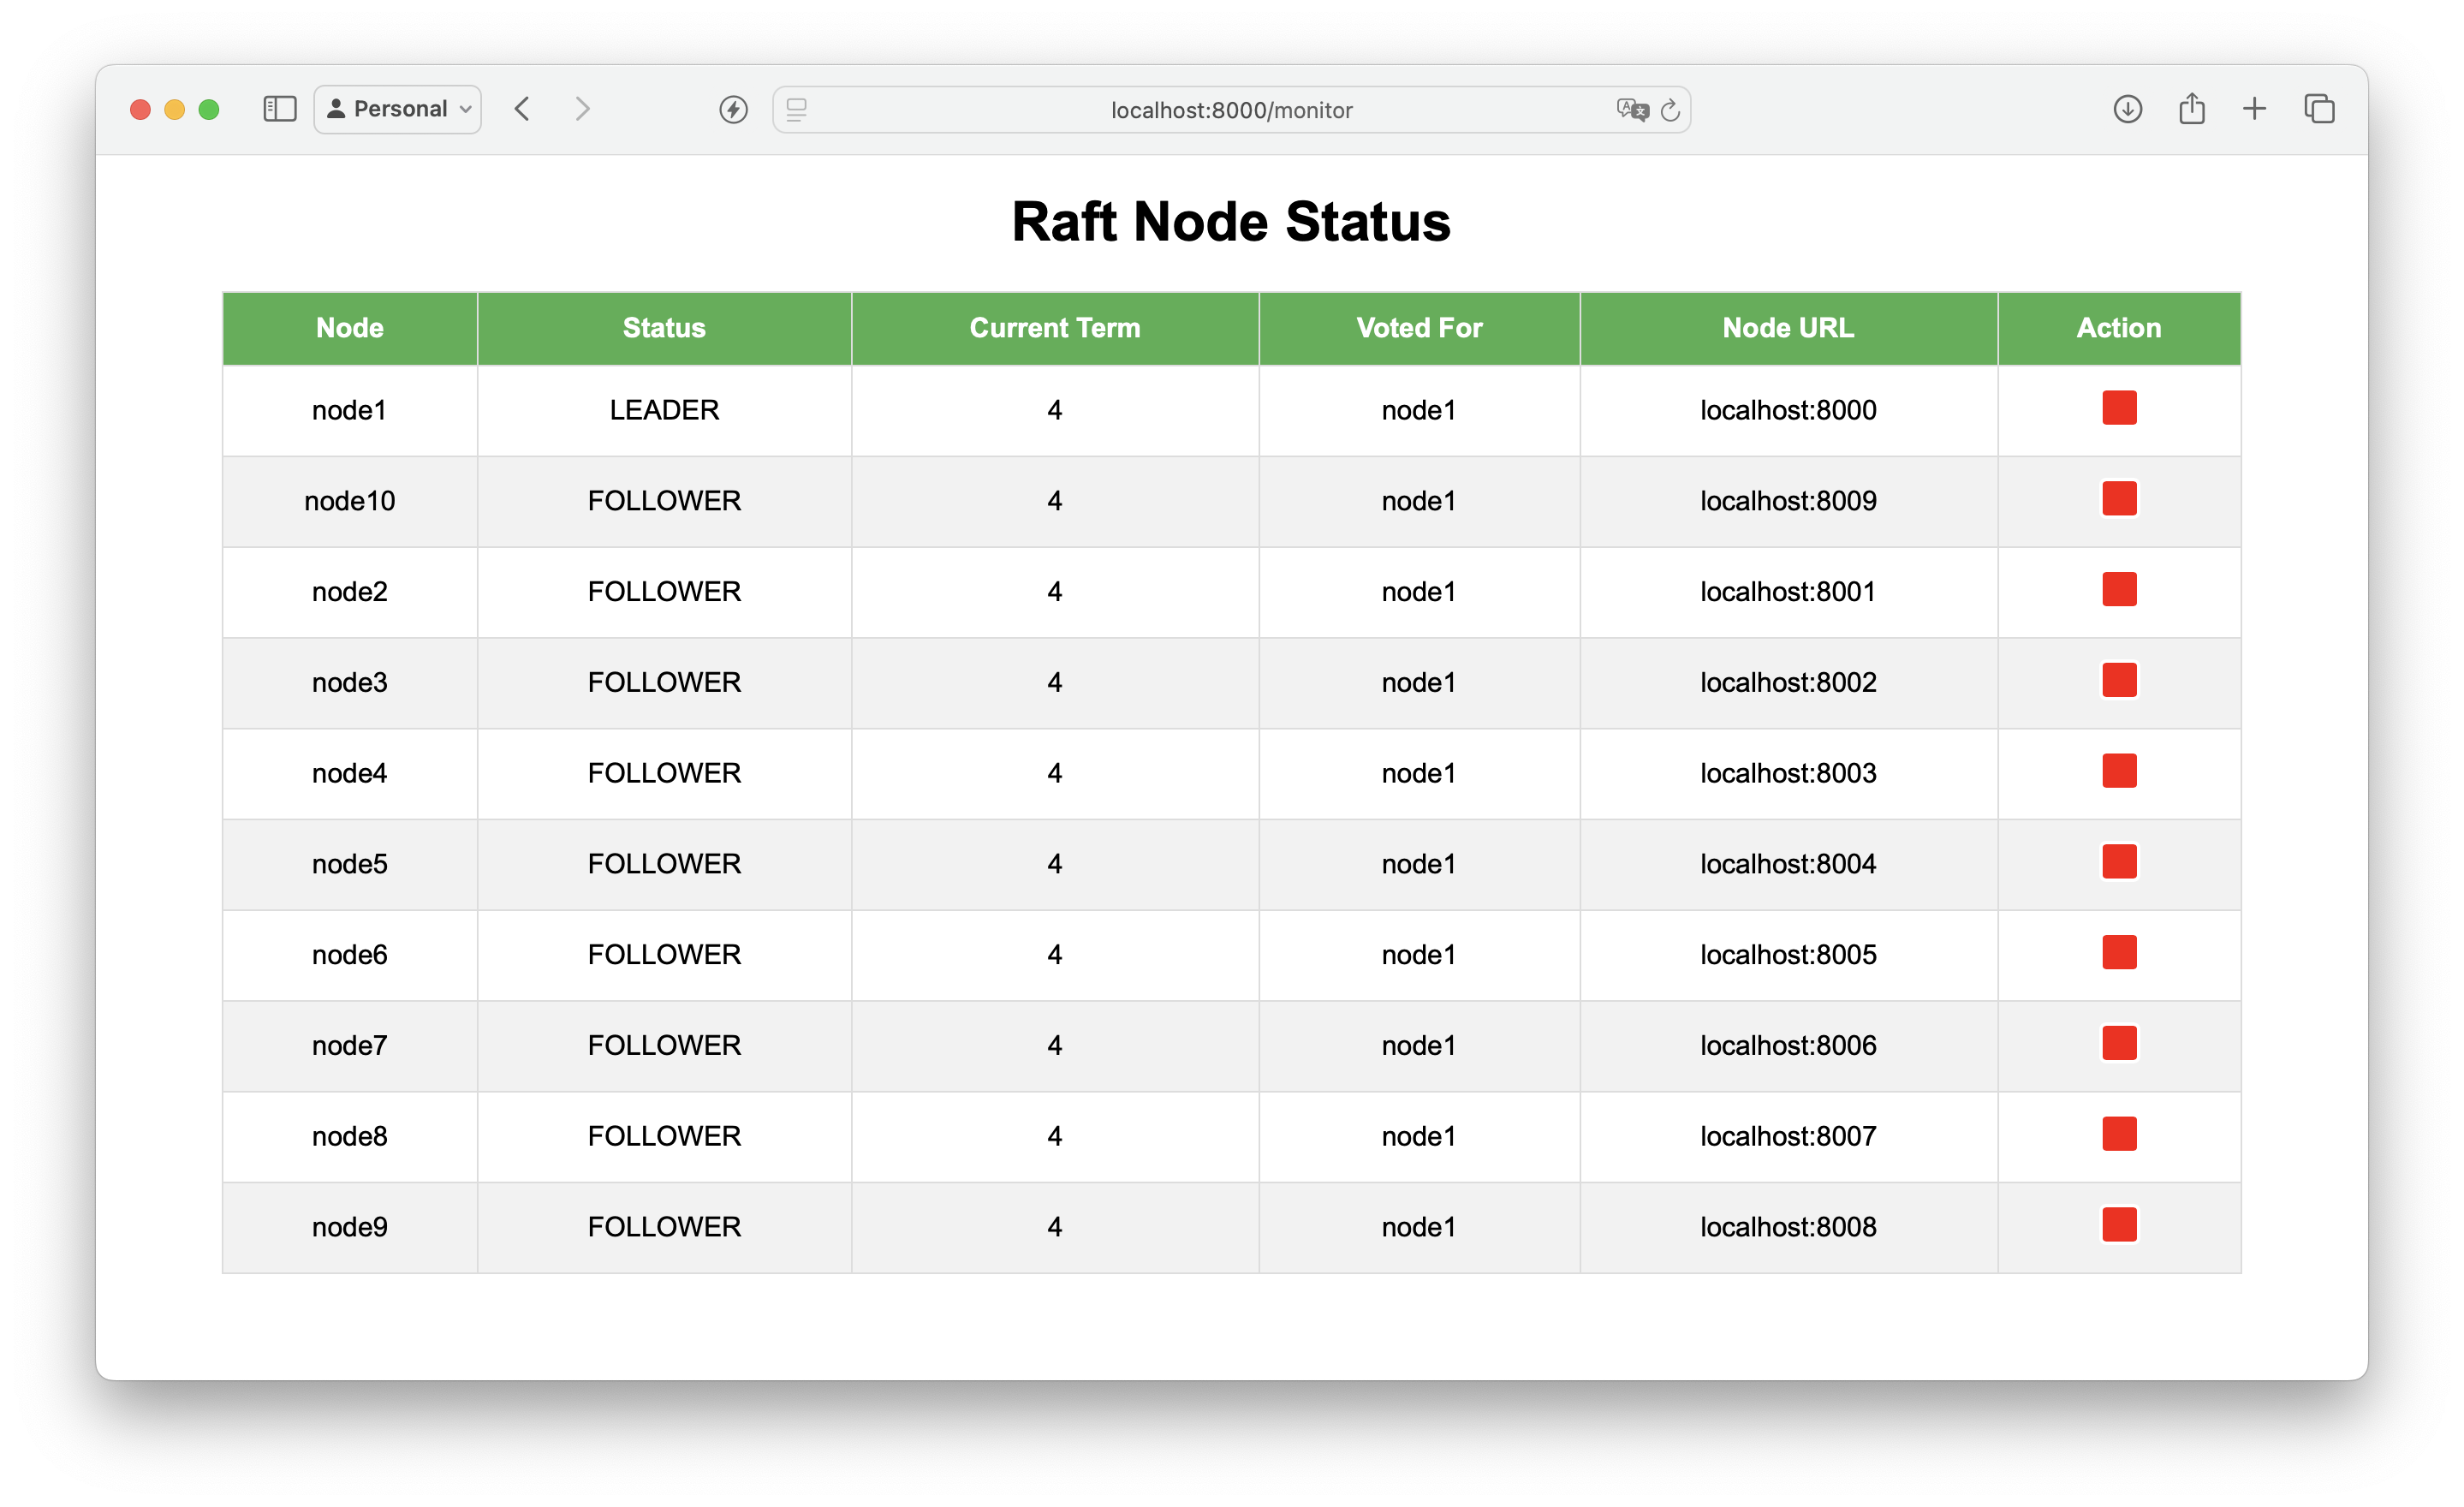 Personal
localhost:8000/monitor
Raft Node Status
Node Status Current Term Voted For Node URL Action
node1 LEADER 4 node1 localhost:8000
node10 FOLLOWER 4 node1 localhost:8009
node2 FOLLOWER 4 node1 localhost:8001
node3 FOLLOWER 4 node1 localhost:8002
node4 FOLLOWER 4 node1 localhost:8003
node5 FOLLOWER 4 node1 localhost:8004
node6 FOLLOWER 4 node1 localhost:8005
node7 FOLLOWER 4 node1 localhost:8006
node8 FOLLOWER 4 node1 localhost:8007
node9 FOLLOWER 4 node1 localhost:8008